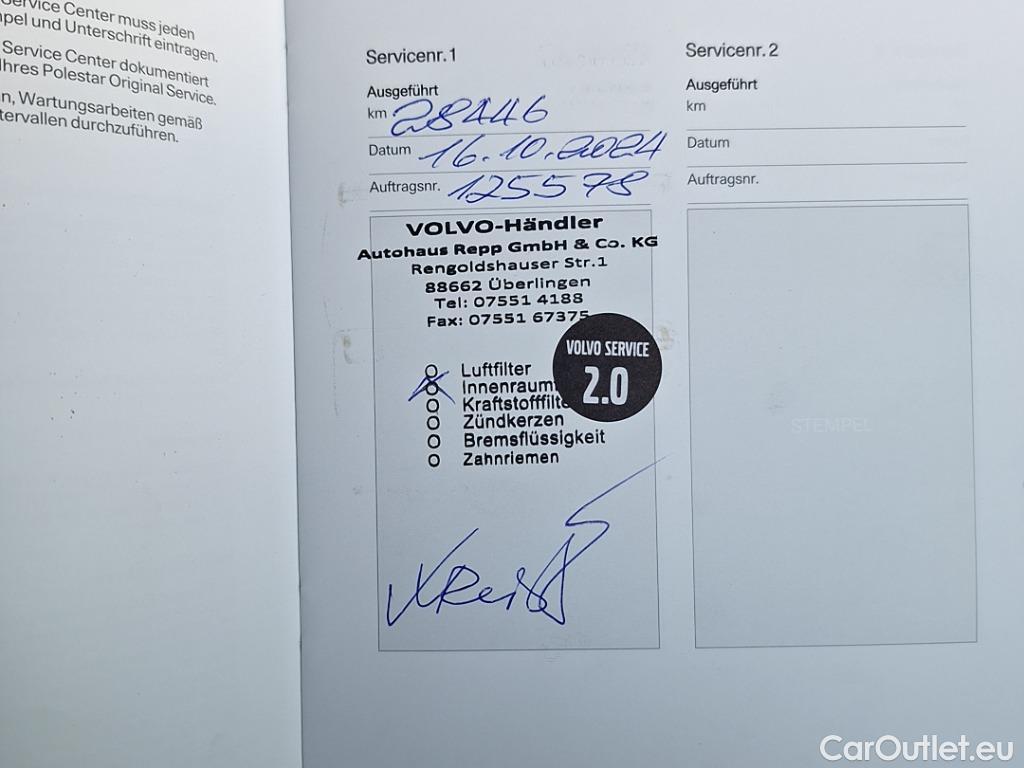 Service Center muss jeden
pel und Unterschrift eintragen.
Service Center dokumentiert
Ihres Polestar Original Service.
n, Wartungsarbeiten gemäß
tervallen durchzuführen.
Servicenr. 1
Ausgeführt
km 28446
Datum 16.10.2024
Auftragsnr. 125578
VOLVO-Händler
Autohaus Repp GmbH & Co. KG
Rengoldshauser Str.1
88662 Überlingen
Tel: 07551 4188
Fax: 07551 67375
VOLVO SERVICE
2.0
Luftfilter
Innenraumf
Kraftstofffilte
Zündkerzen
Bremsflüssigkeit
Zahnriemen
Servicenr. 2
Ausgeführt
km
Datum
Auftragsnr.
STEMPEL
CarOutlet.eu